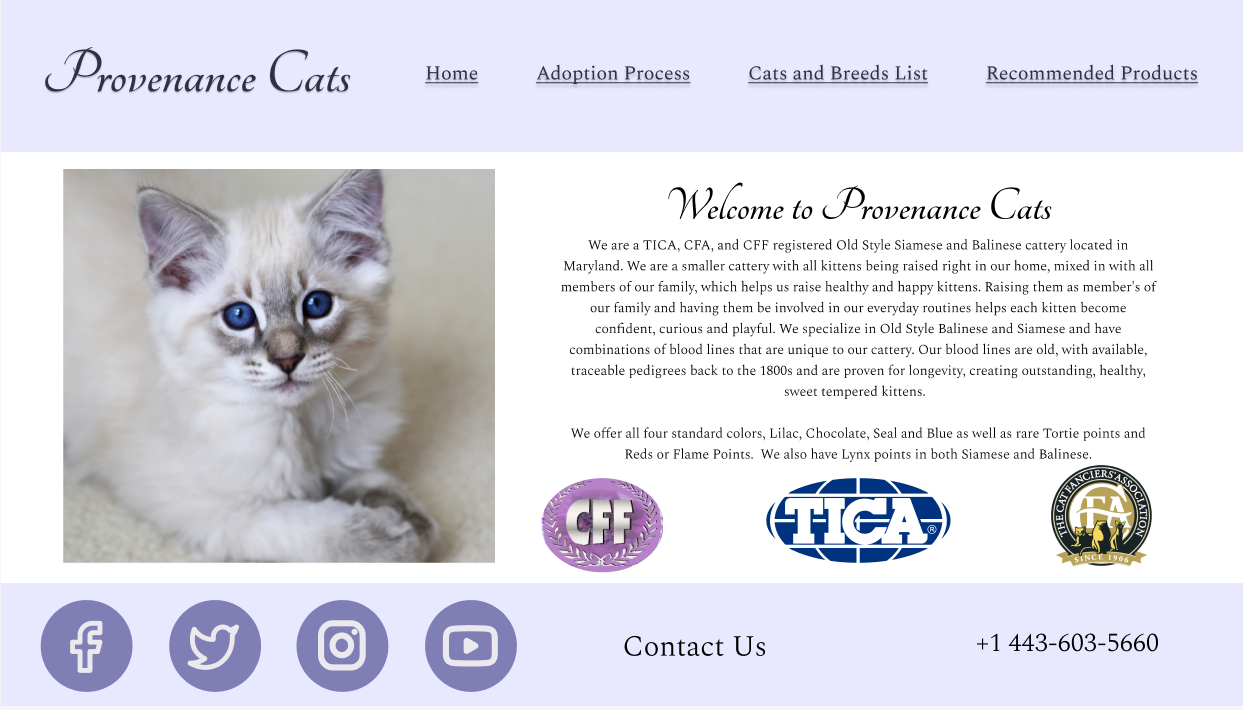 Provenance Cats
Home
Adoption Process
Cats and Breeds List
Recommended Products
Welcome to Provenance Cats
We are a TICA, CFA, and CFF registered Old Style Siamese and Balinese cattery located in
Maryland. We are a smaller cattery with all kittens being raised right in our home, mixed in with all
members of our family, which helps us raise healthy and happy kittens. Raising them as member's of
our family and having them be involved in our everyday routines helps each kitten become
confident, curious and playful. We specialize in Old Style Balinese and Siamese and have
combinations of blood lines that are unique to our cattery. Our blood lines are old, with available,
traceable pedigrees back to the 1800s and are proven for longevity, creating outstanding, healthy,
sweet tempered kittens.
We offer all four standard colors, Lilac, Chocolate, Seal and Blue as well as rare Tortie points and
Reds or Flame Points. We also have Lynx points in both Siamese and Balinese.
CFF
TICA®
THE CAT FANCIERS' ASSOCIATION
CFA
SINCE 1906
Contact Us
+1 443-603-5660